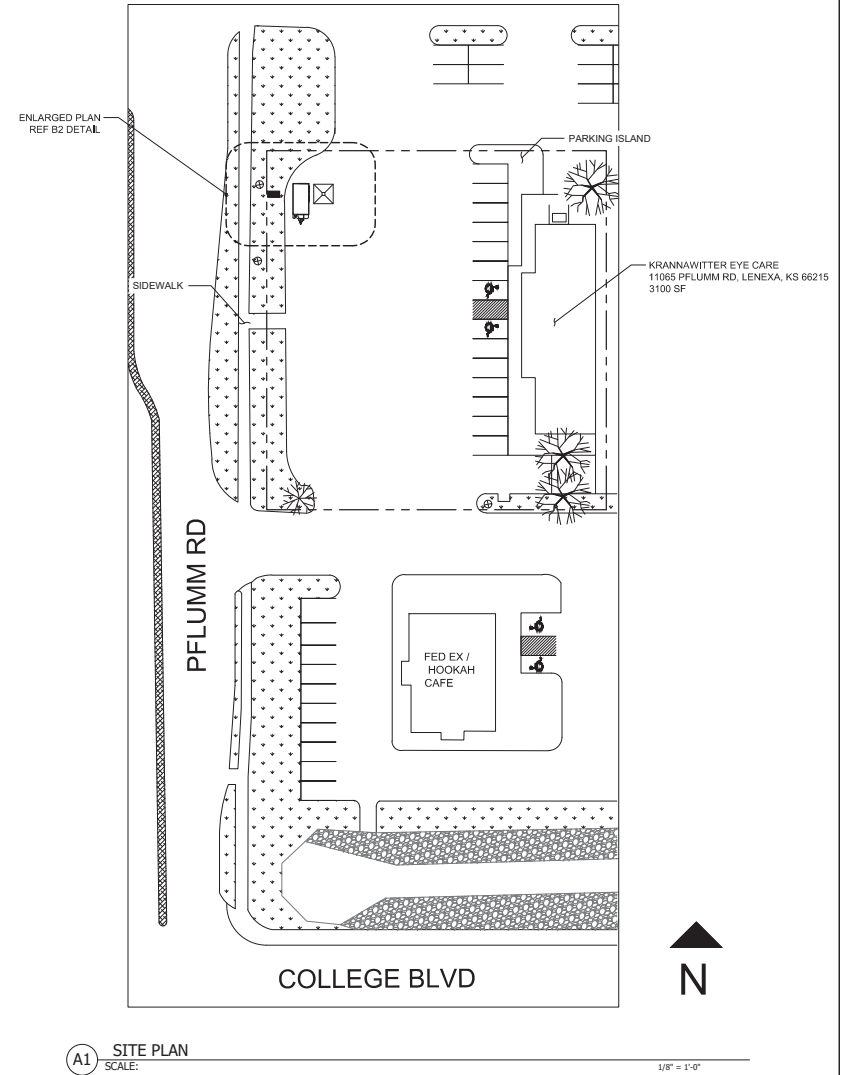 ENLARGED PLAN
REF B2 DETAIL
PARKING ISLAND
KRANNAWITTER EYE CARE
11065 PFLUMM RD, LENEXA, KS 66215
3100 SF
SIDEWALK
PFLUMM RD
FED EX /
HOOKAH
CAFE
COLLEGE BLVD
N
A1
SITE PLAN
SCALE:
1/8" = 1'-0"